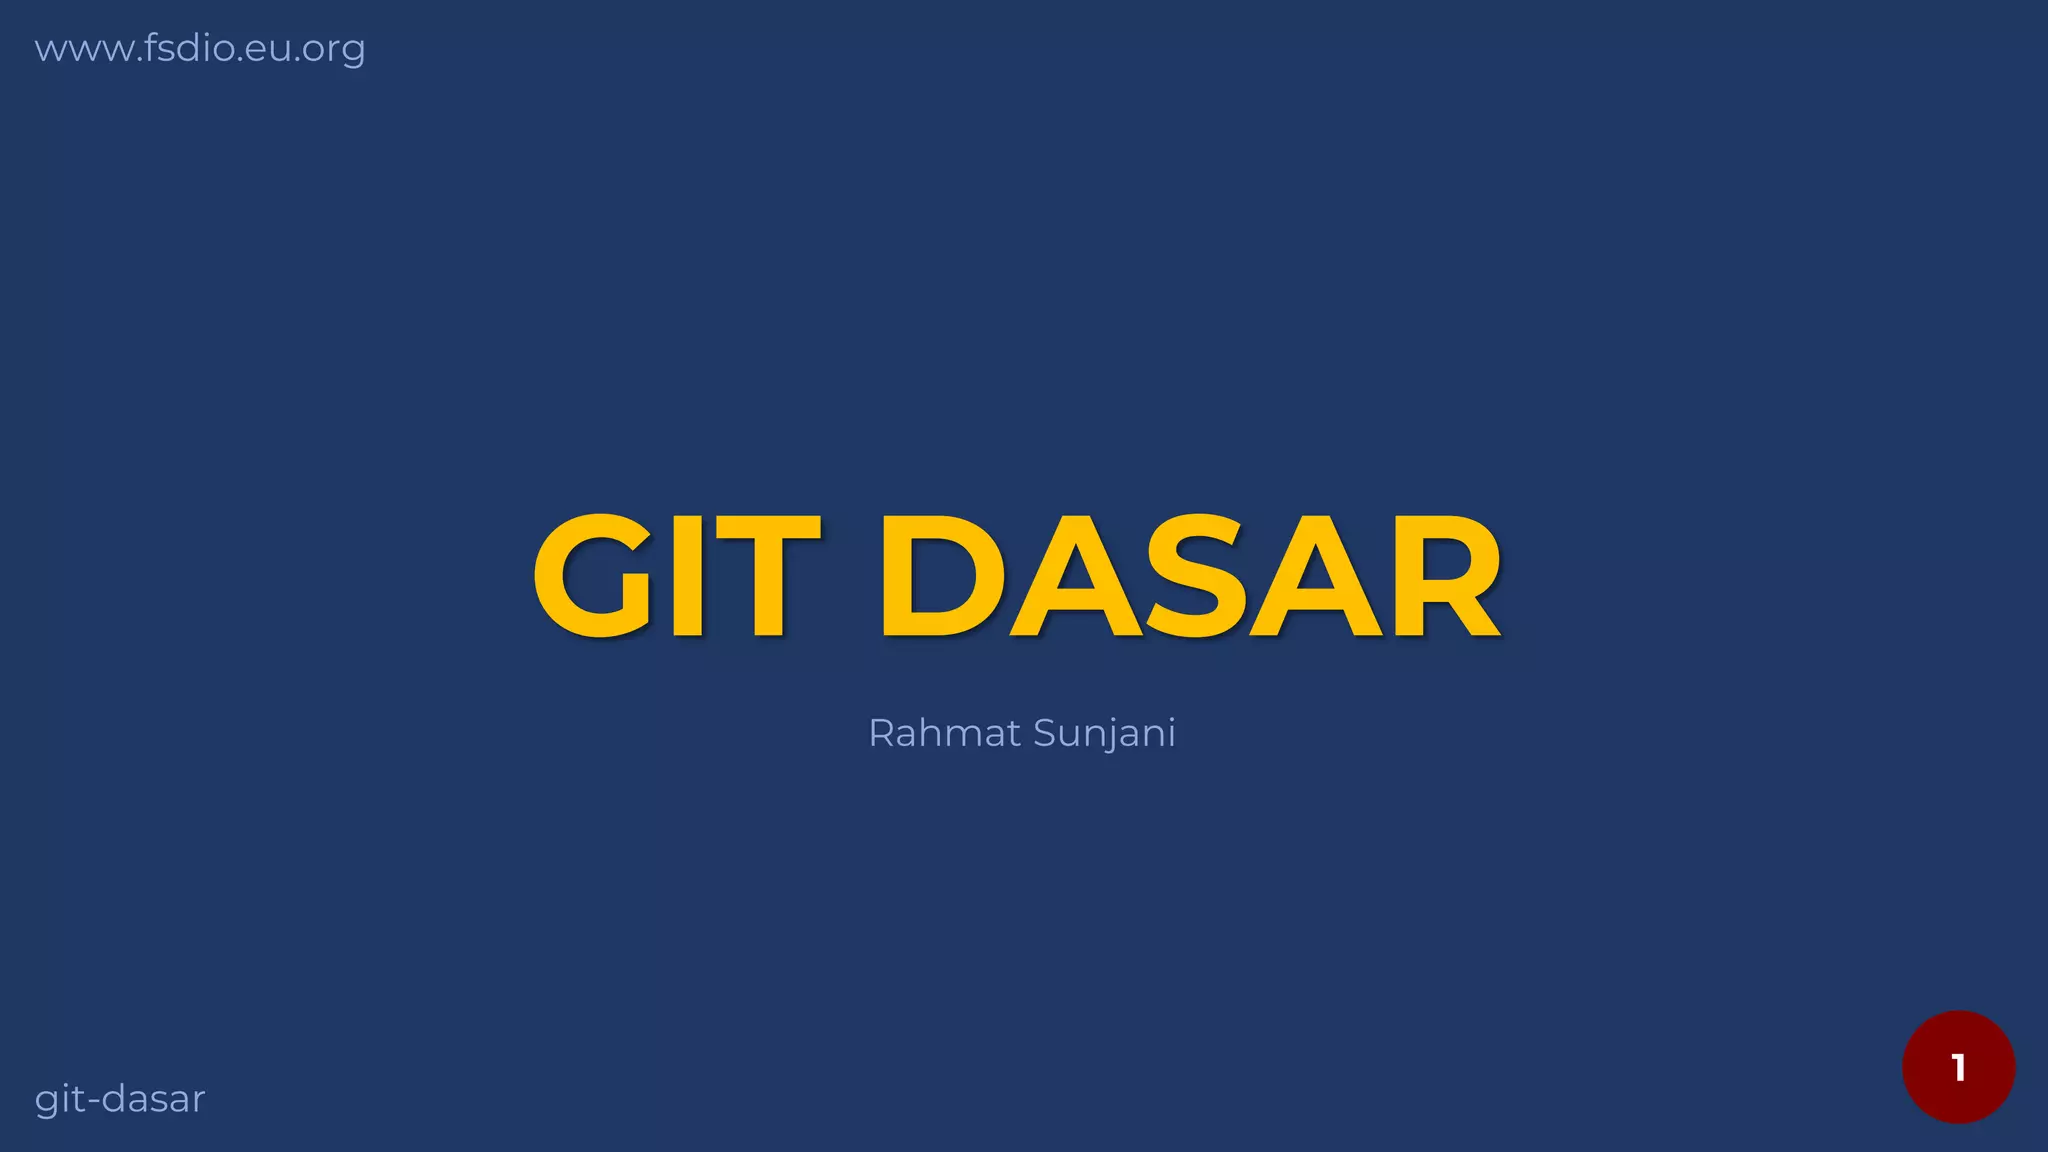 www.fsdio.eu.org
GIT DASAR
Rahmat Sunjani
git-dasar
1